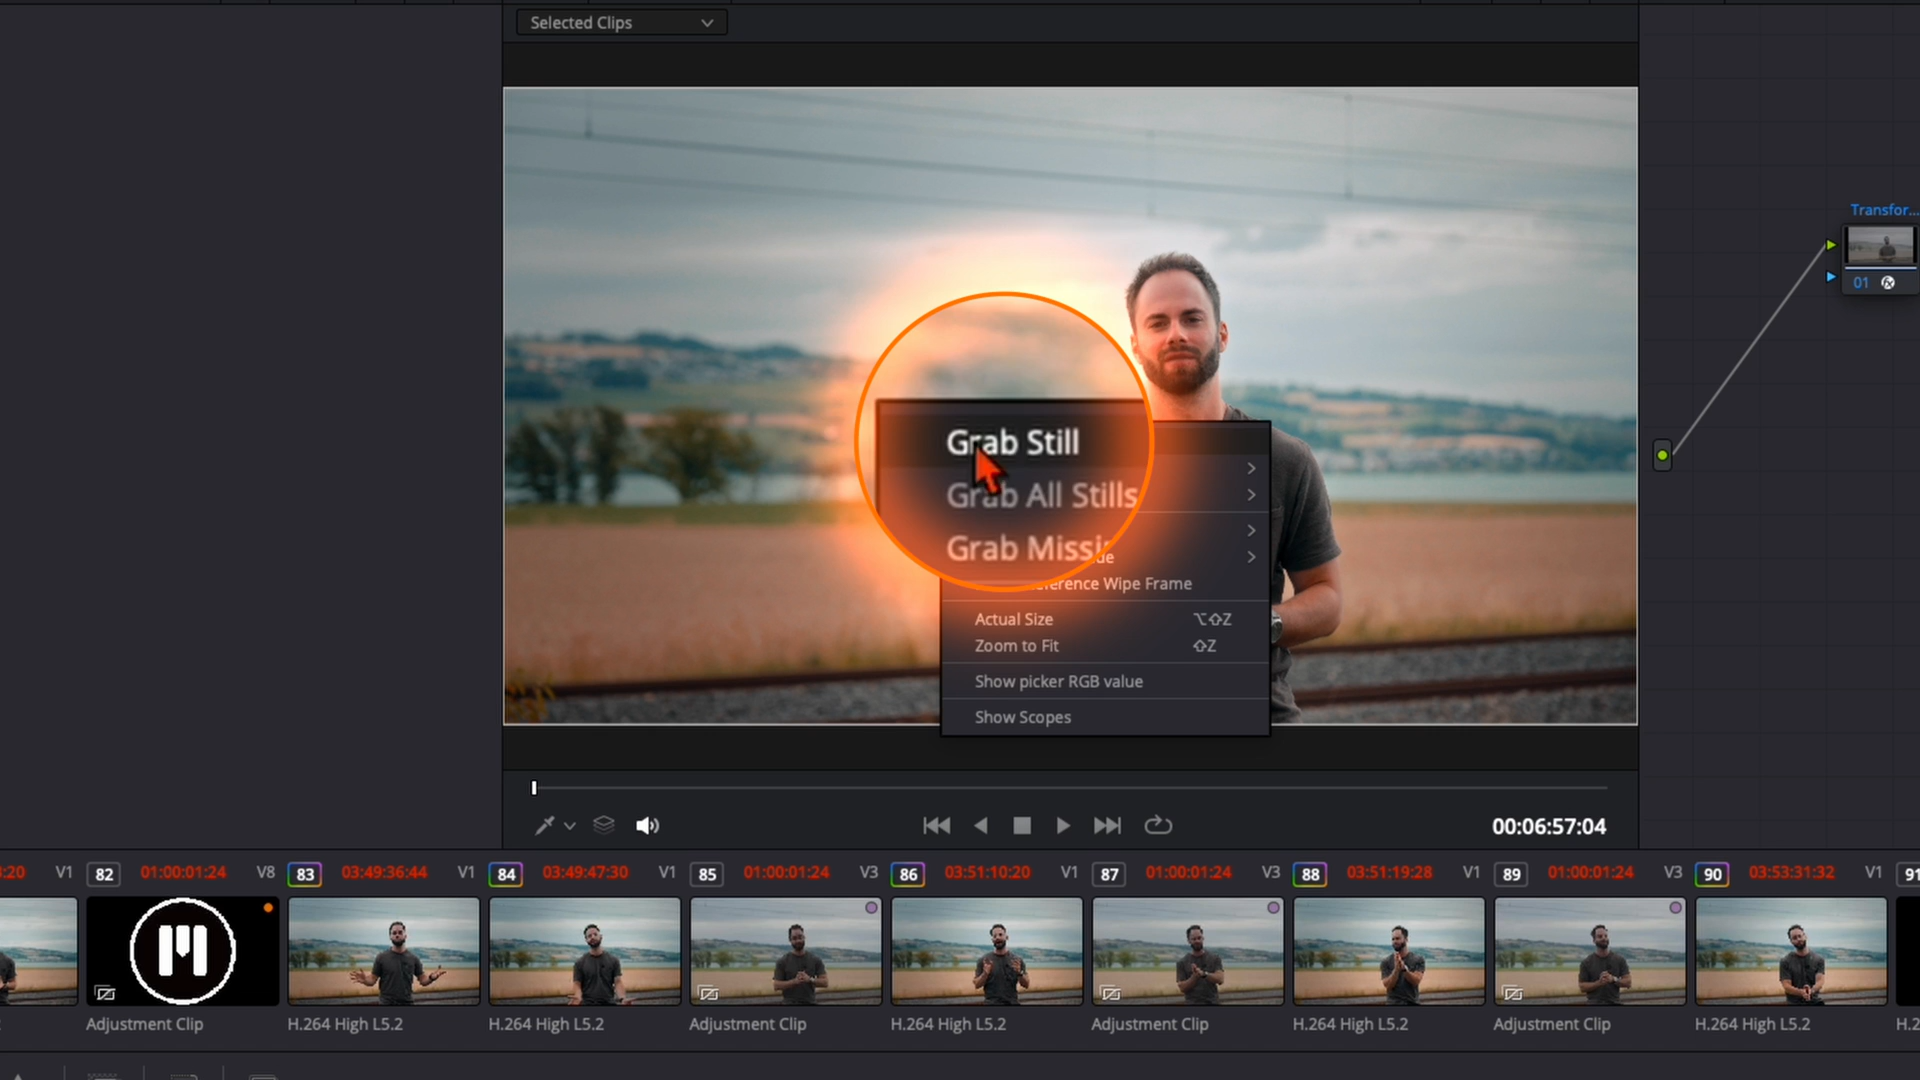 Selected Clips
Transfor...
01
Grab Still
Grab All Stills
Grab Missi
de
erence Wipe Frame
Actual Size ⌥⇧Z
Zoom to Fit ⇧Z
Show picker RGB value
Show Scopes
00:06:57:04
:20 V1 82 01:00:01:24 V8 83 03:49:36:44 V1 84 03:49:47:30 V1 85 01:00:01:24 V3 86 03:51:10:20 V1 87 01:00:01:24 V3 88 03:51:19:28 V1 89 01:00:01:24 V3 90 03:53:31:32 V1 91
Adjustment Clip H.264 High L5.2 H.264 High L5.2 Adjustment Clip H.264 High L5.2 Adjustment Clip H.264 High L5.2 Adjustment Clip H.264 High L5.2 H.2